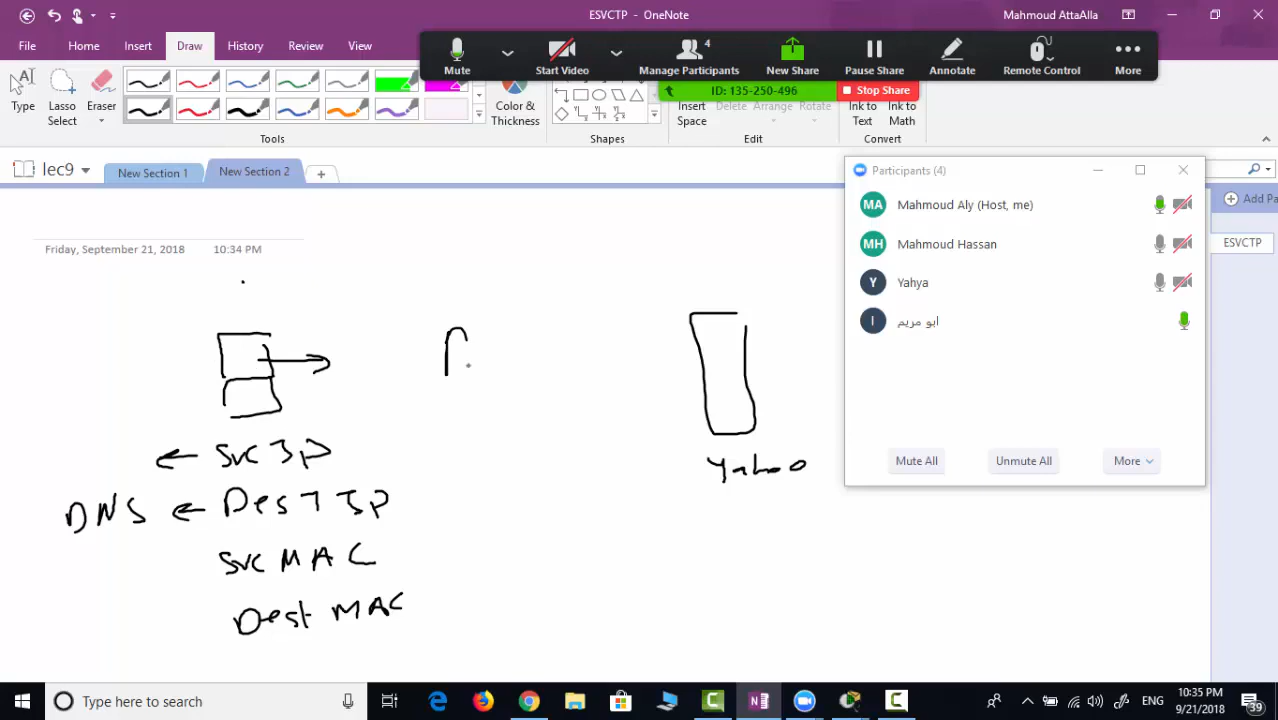 ESVCTP - OneNote
Mahmoud AttaAlla
File Home Insert Draw History Review View
Mute
Start Video
4
Manage Participants
New Share
Pause Share
Annotate
Remote Control
More
ID: 135-250-496
Stop Share
Type
Lasso Select
Eraser
Color & Thickness
Insert Space
Delete
Arrange
Rotate
Ink to Text
Ink to Math
Tools
Shapes
Edit
Convert
lec9
New Section 1
New Section 2
Add Pa
ESVCTP
Participants (4)
MA Mahmoud Aly (Host, me)
MH Mahmoud Hassan
Y Yahya
I ابو مريم
Mute All
Unmute All
More
Friday, September 21, 2018 10:34 PM
Yahoo
Src IP
DNS Dest IP
Src MAC
Dest MAC
Type here to search
ENG
10:35 PM
9/21/2018
39